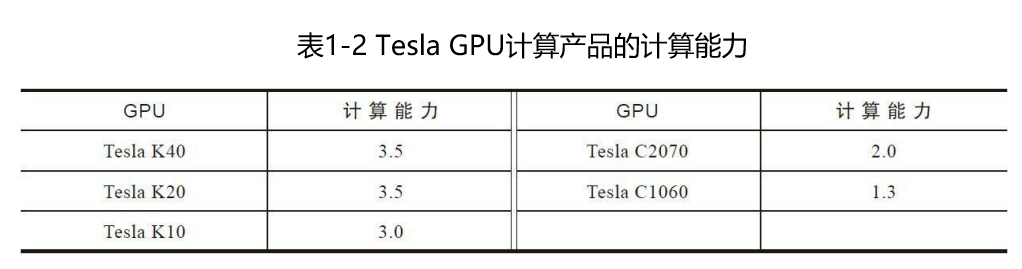 表1-2 Tesla GPU计算产品的计算能力
GPU 计算能力 GPU 计算能力
Tesla K40 3.5 Tesla C2070 2.0
Tesla K20 3.5 Tesla C1060 1.3
Tesla K10 3.0